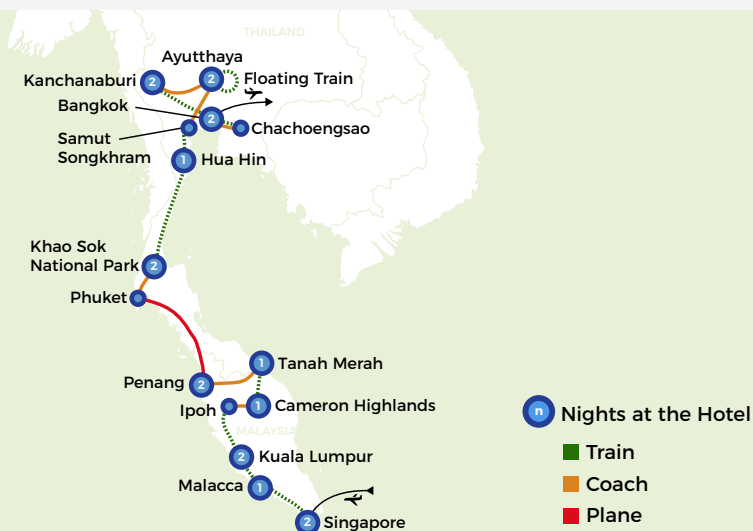 THAILAND
Ayutthaya
2
Kanchanaburi
2
Floating Train
Bangkok
2
Chachoengsao
Samut
Songkhram
1
Hua Hin
Khao Sok
National Park
2
Phuket
1
Tanah Merah
Penang
2
Ipoh
1
Cameron Highlands
MALAYSIA
2
Kuala Lumpur
Malacca
1
2
Singapore
n
Nights at the Hotel
Train
Coach
Plane